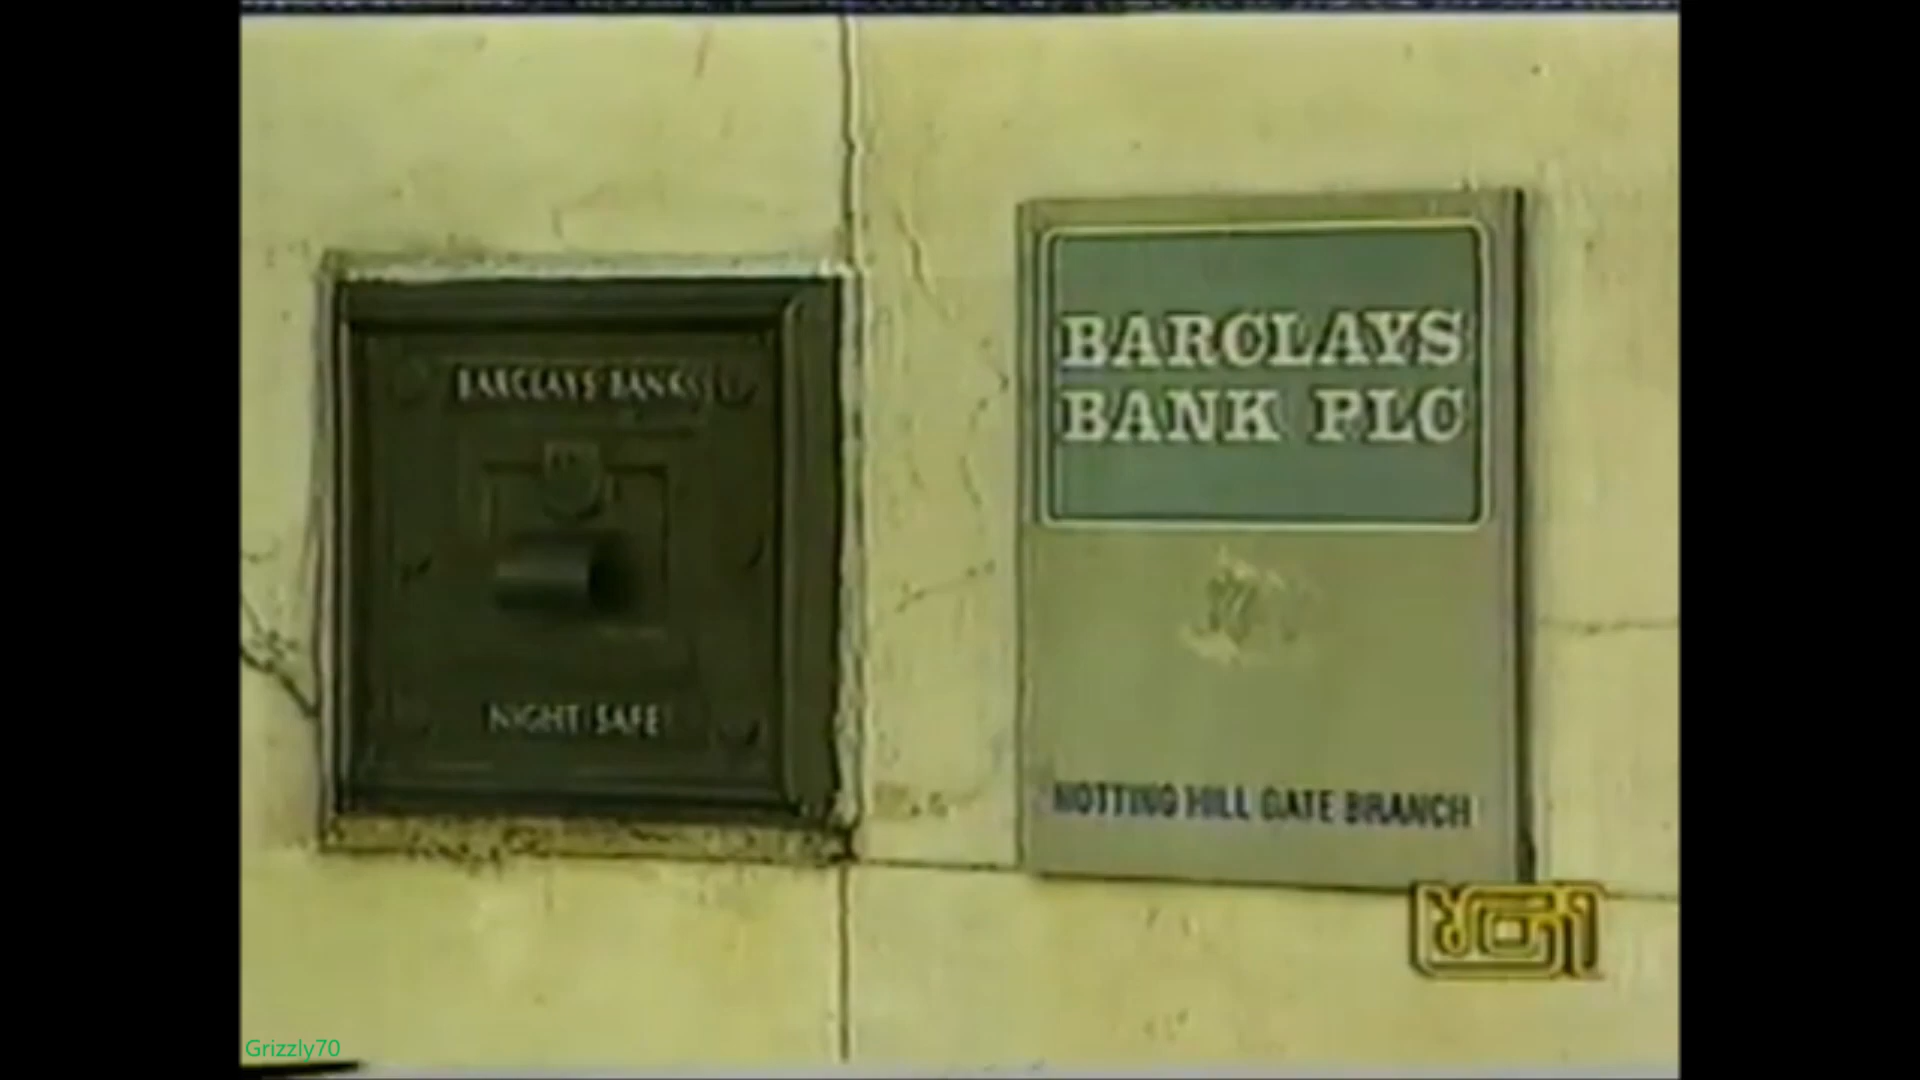 BARCLAYS BANK
NIGHT SAFE
BARCLAYS
BANK PLC
NOTTING HILL GATE BRANCH
Grizzly70